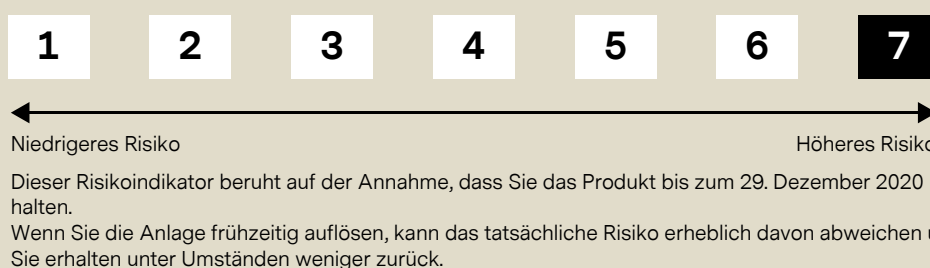 1 2 3 4 5 6 7
Niedrigeres Risiko Höheres Risiko
Dieser Risikoindikator beruht auf der Annahme, dass Sie das Produkt bis zum 29. Dezember 2020
halten.
Wenn Sie die Anlage frühzeitig auflösen, kann das tatsächliche Risiko erheblich davon abweichen
Sie erhalten unter Umständen weniger zurück.